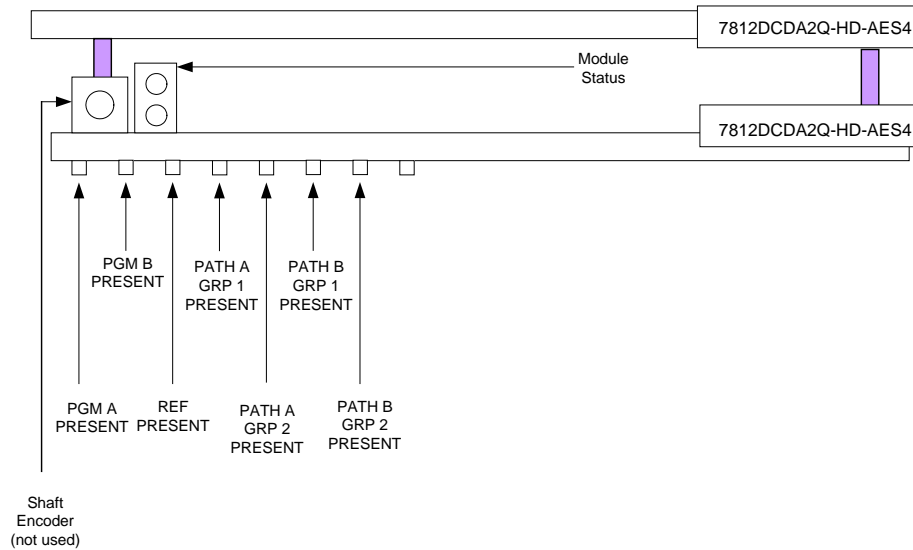 7812DCDA2Q-HD-AES4
Module
Status
7812DCDA2Q-HD-AES4
PGM B
PRESENT
PATH A
GRP 1
PRESENT
PATH B
GRP 1
PRESENT
PGM A
PRESENT
REF
PRESENT
PATH A
GRP 2
PRESENT
PATH B
GRP 2
PRESENT
Shaft
Encoder
(not used)